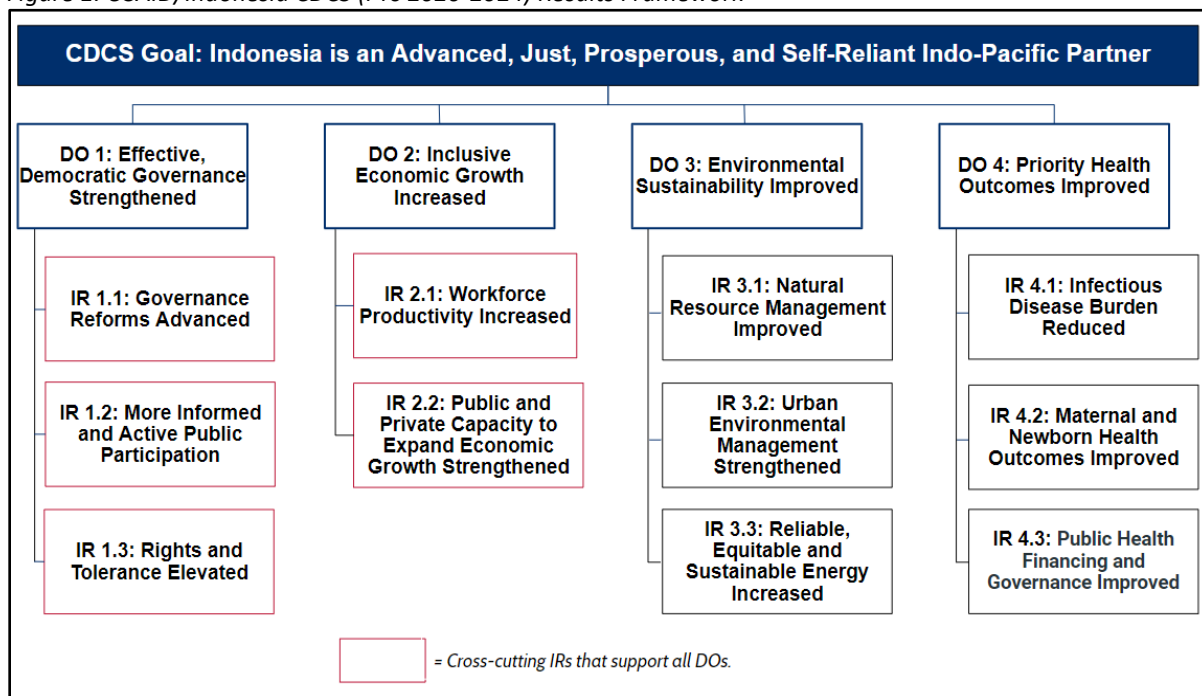 Figure USAID/Indonesia CDCS Results Framework
CDCS Goal: Indonesia is an Advanced, Just, Prosperous, and Self-Reliant Indo-Pacific Partner
DO 1: Effective,
Democratic Governance
Strengthened
IR 1.1: Governance
Reforms Advanced
IR 1.2: More Informed
and Active Public
Participation
IR 1.3: Rights and
Tolerance Elevated
DO 2: Inclusive
Economic Growth
Increased
IR 2.1: Workforce
Productivity Increased
IR 2.2: Public and
Private Capacity to
Expand Economic
Growth Strengthened
DO 3: Environmental
Sustainability Improved
IR 3.1: Natural
Resource Management
Improved
IR 3.2: Urban
Environmental
Management
Strengthened
IR 3.3: Reliable,
Equitable and
Sustainable Energy
Increased
DO 4: Priority Health
Outcomes Improved
IR 4.1: Infectious
Disease Burden
Reduced
IR 4.2: Maternal and
Newborn Health
Outcomes Improved
IR 4.3: Public Health
Financing and
Governance Improved
= Cross-cutting IRs that support all DOs.